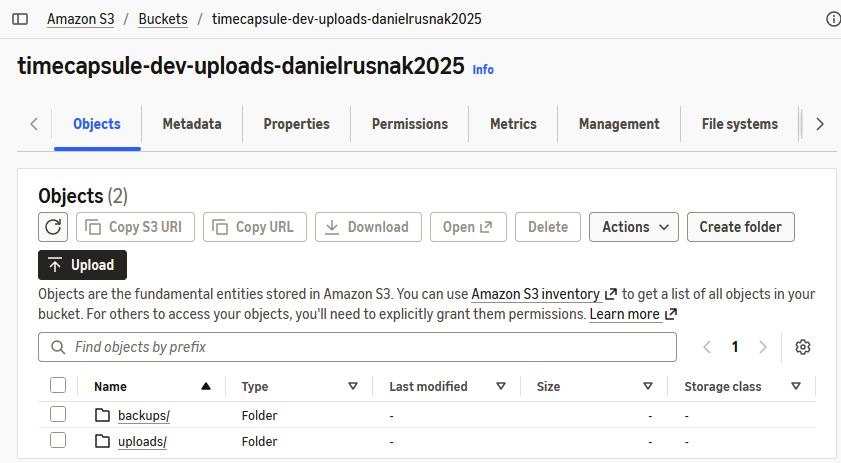 Amazon S3 / Buckets / timecapsule-dev-uploads-danielrusnak2025
timecapsule-dev-uploads-danielrusnak2025 Info
Objects Metadata Properties Permissions Metrics Management File systems
Objects (2)
Copy S3 URI Copy URL Download Open Delete Actions Create folder
Upload
Objects are the fundamental entities stored in Amazon S3. You can use Amazon S3 inventory to get a list of all objects in your
bucket. For others to access your objects, you'll need to explicitly grant them permissions. Learn more
Find objects by prefix 1
Name Type Last modified Size Storage class
backups/ Folder - - -
uploads/ Folder - - -